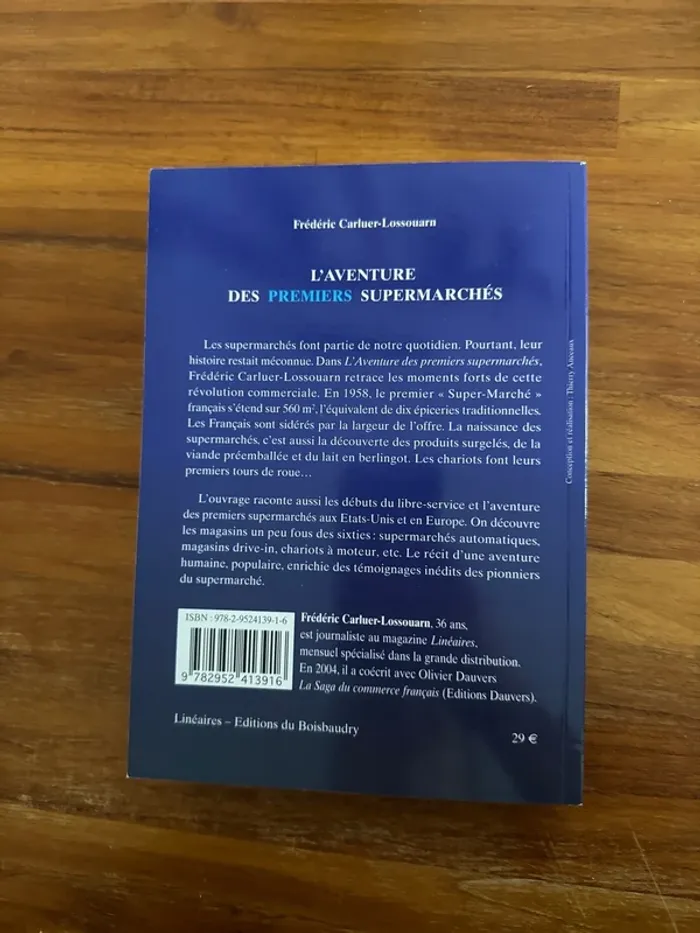 Frédéric Carluer-Lossouarn
L'AVENTURE
DES PREMIERS SUPERMARCHÉS
Les supermarchés font partie de notre quotidien. Pourtant, leur
histoire restait méconnue. Dans L'Aventure des premiers supermarchés,
Frédéric Carluer-Lossouarn retrace les moments forts de cette
révolution commerciale. En 1958, le premier « Super-Marché »
français s'étend sur 560 m², l'équivalent de dix épiceries traditionnelles.
Les Français sont sidérés par la largeur de l'offre. La naissance des
supermarchés, c'est aussi la découverte des produits surgelés, de la
viande préemballée et du lait en berlingot. Les chariots font leurs
premiers tours de roue…
L'ouvrage raconte aussi les débuts du libre-service et l'aventure
des premiers supermarchés aux Etats-Unis et en Europe. On découvre
les magasins un peu fous des sixties : supermarchés automatiques,
magasins drive-in, chariots à moteur, etc. Le récit d'une aventure
humaine, populaire, enrichie des témoignages inédits des pionniers
du supermarché.
ISBN : 978-2-9524139-1-6
9 782952 413916
Frédéric Carluer-Lossouarn, 36 ans,
est journaliste au magazine Linéaires,
mensuel spécialisé dans la grande distribution.
En 2004, il a coécrit avec Olivier Dauvers
La Saga du commerce français (Editions Dauvers).
Linéaires – Editions du Boisbaudry
29 €
Conception et réalisation : Thierry Auceaux